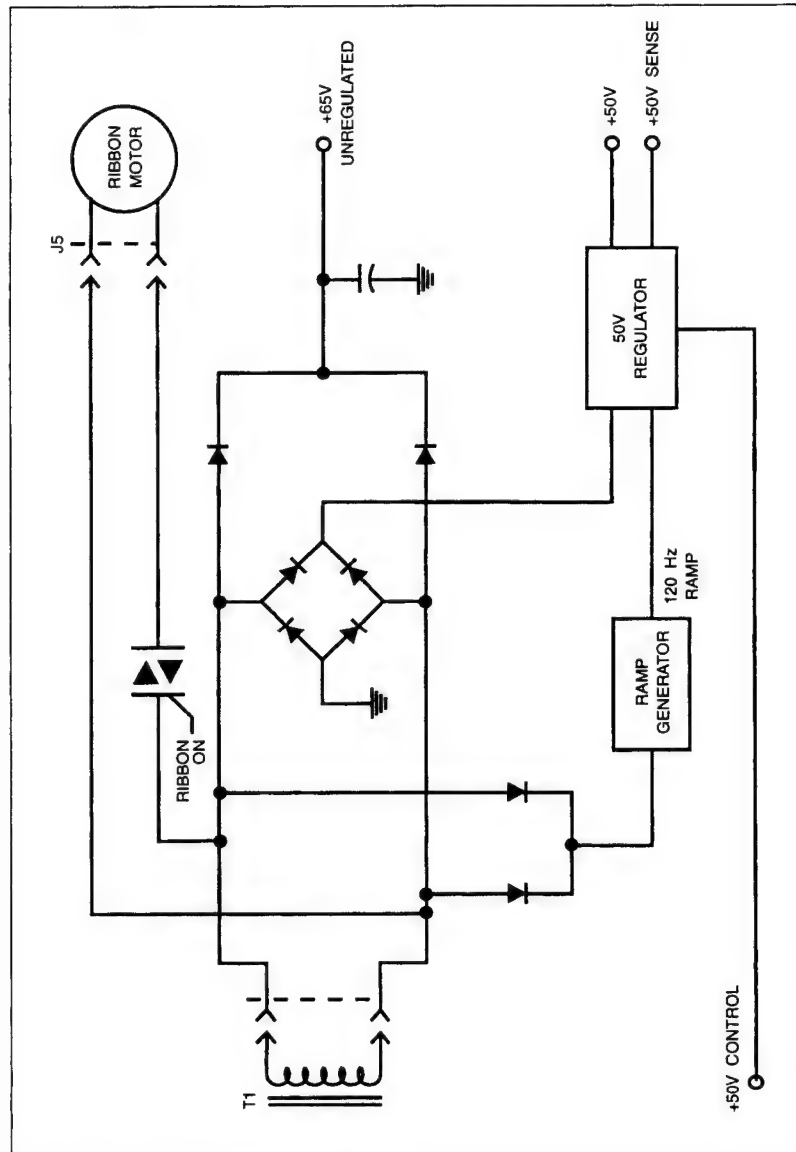 RIBBON
MOTOR
J5
+65V
UNREGULATED
RIBBON
ON
T1
+50V
+50V SENSE
50V
REGULATOR
120 Hz
RAMP
RAMP
GENERATOR
+50V CONTROL